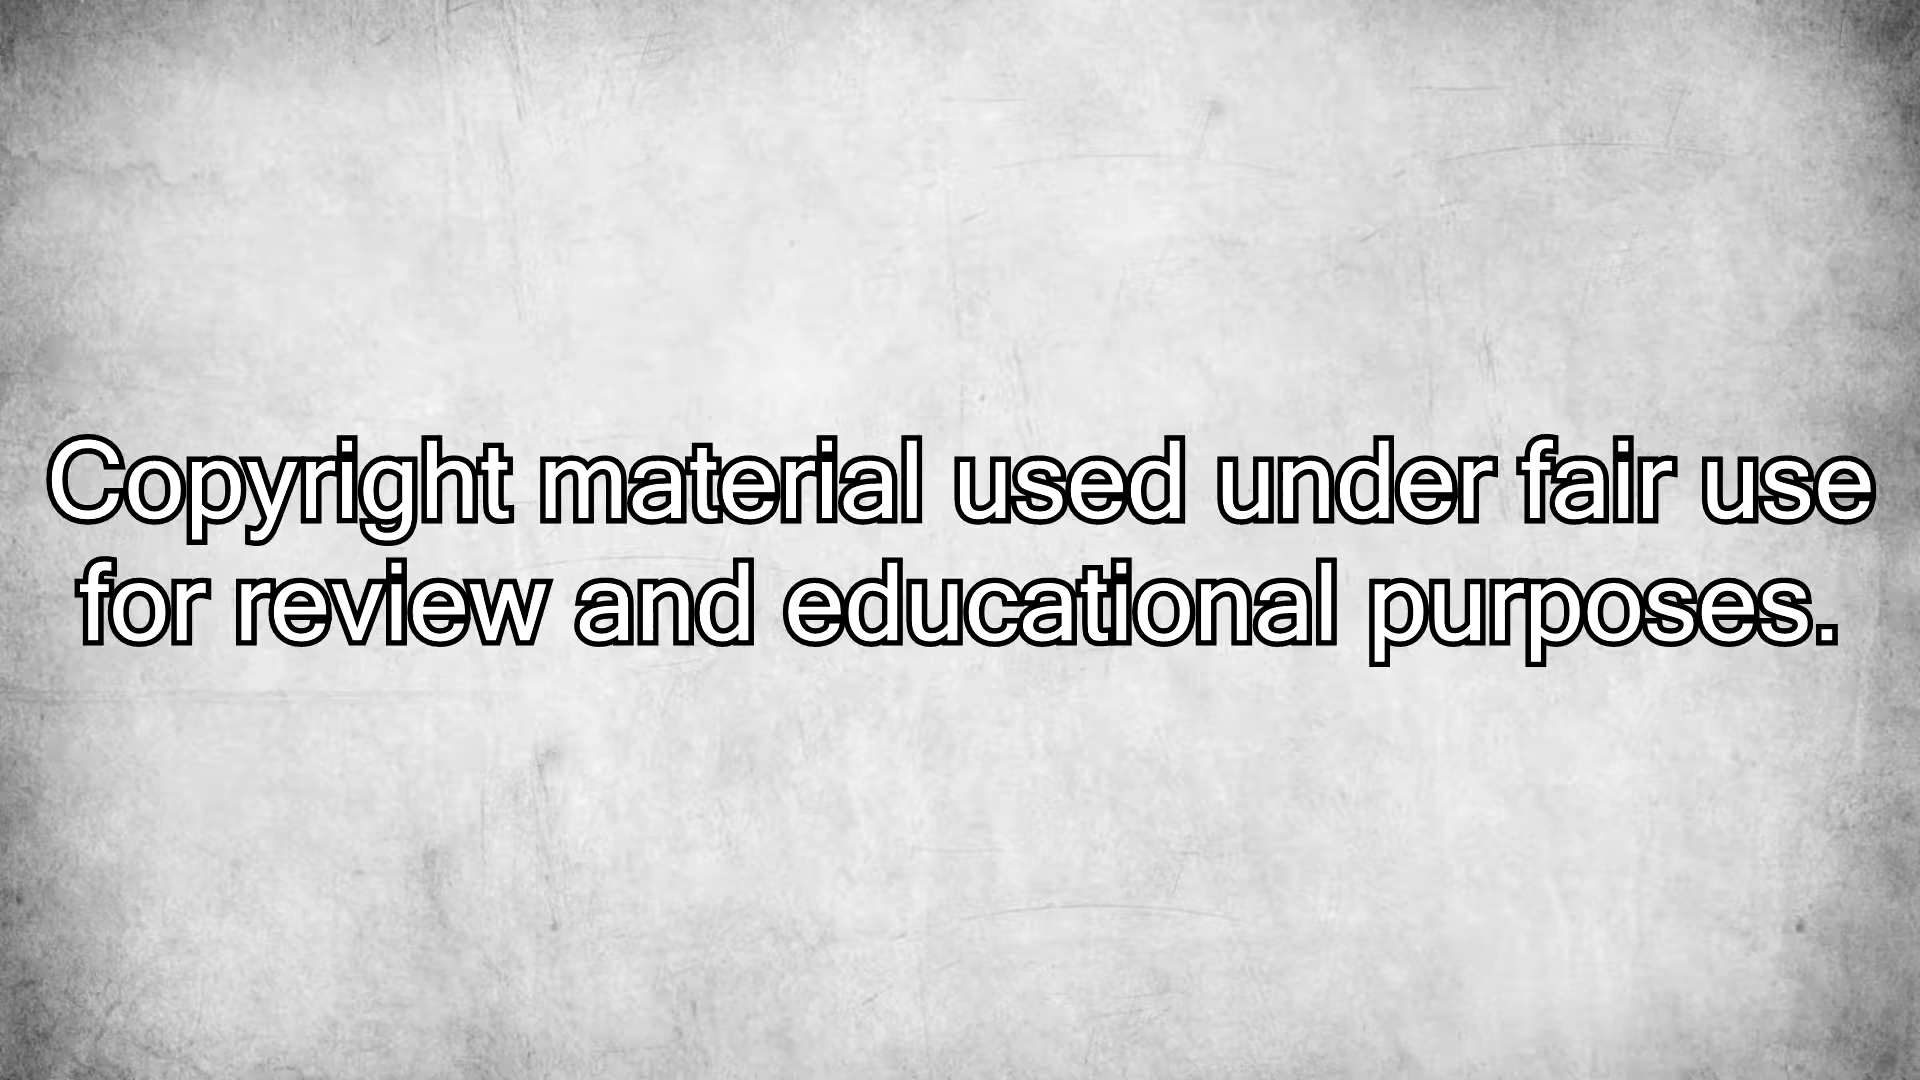 Copyright material used under fair use
for review and educational purposes.